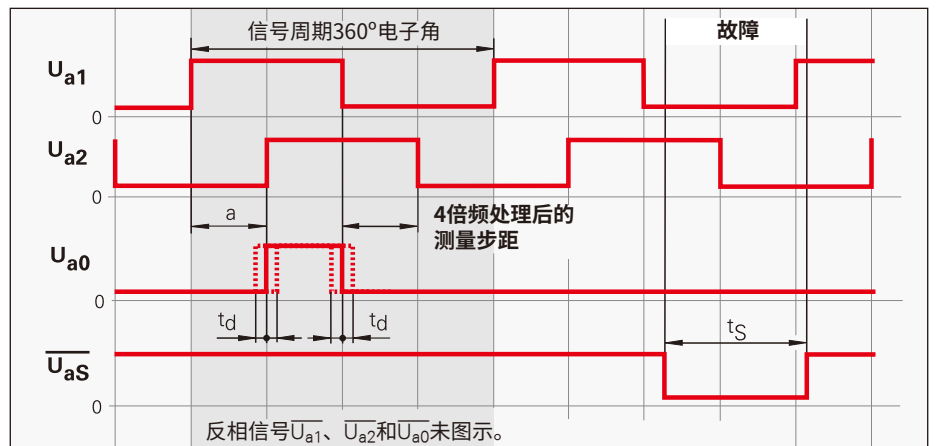 信号周期360°电子角
故障
Ua1
0
Ua2
0
a
4倍频处理后的
测量步距
Ua0
0
td
td
tS
UaS
0
反相信号Ua1、Ua2和Ua0未图示。